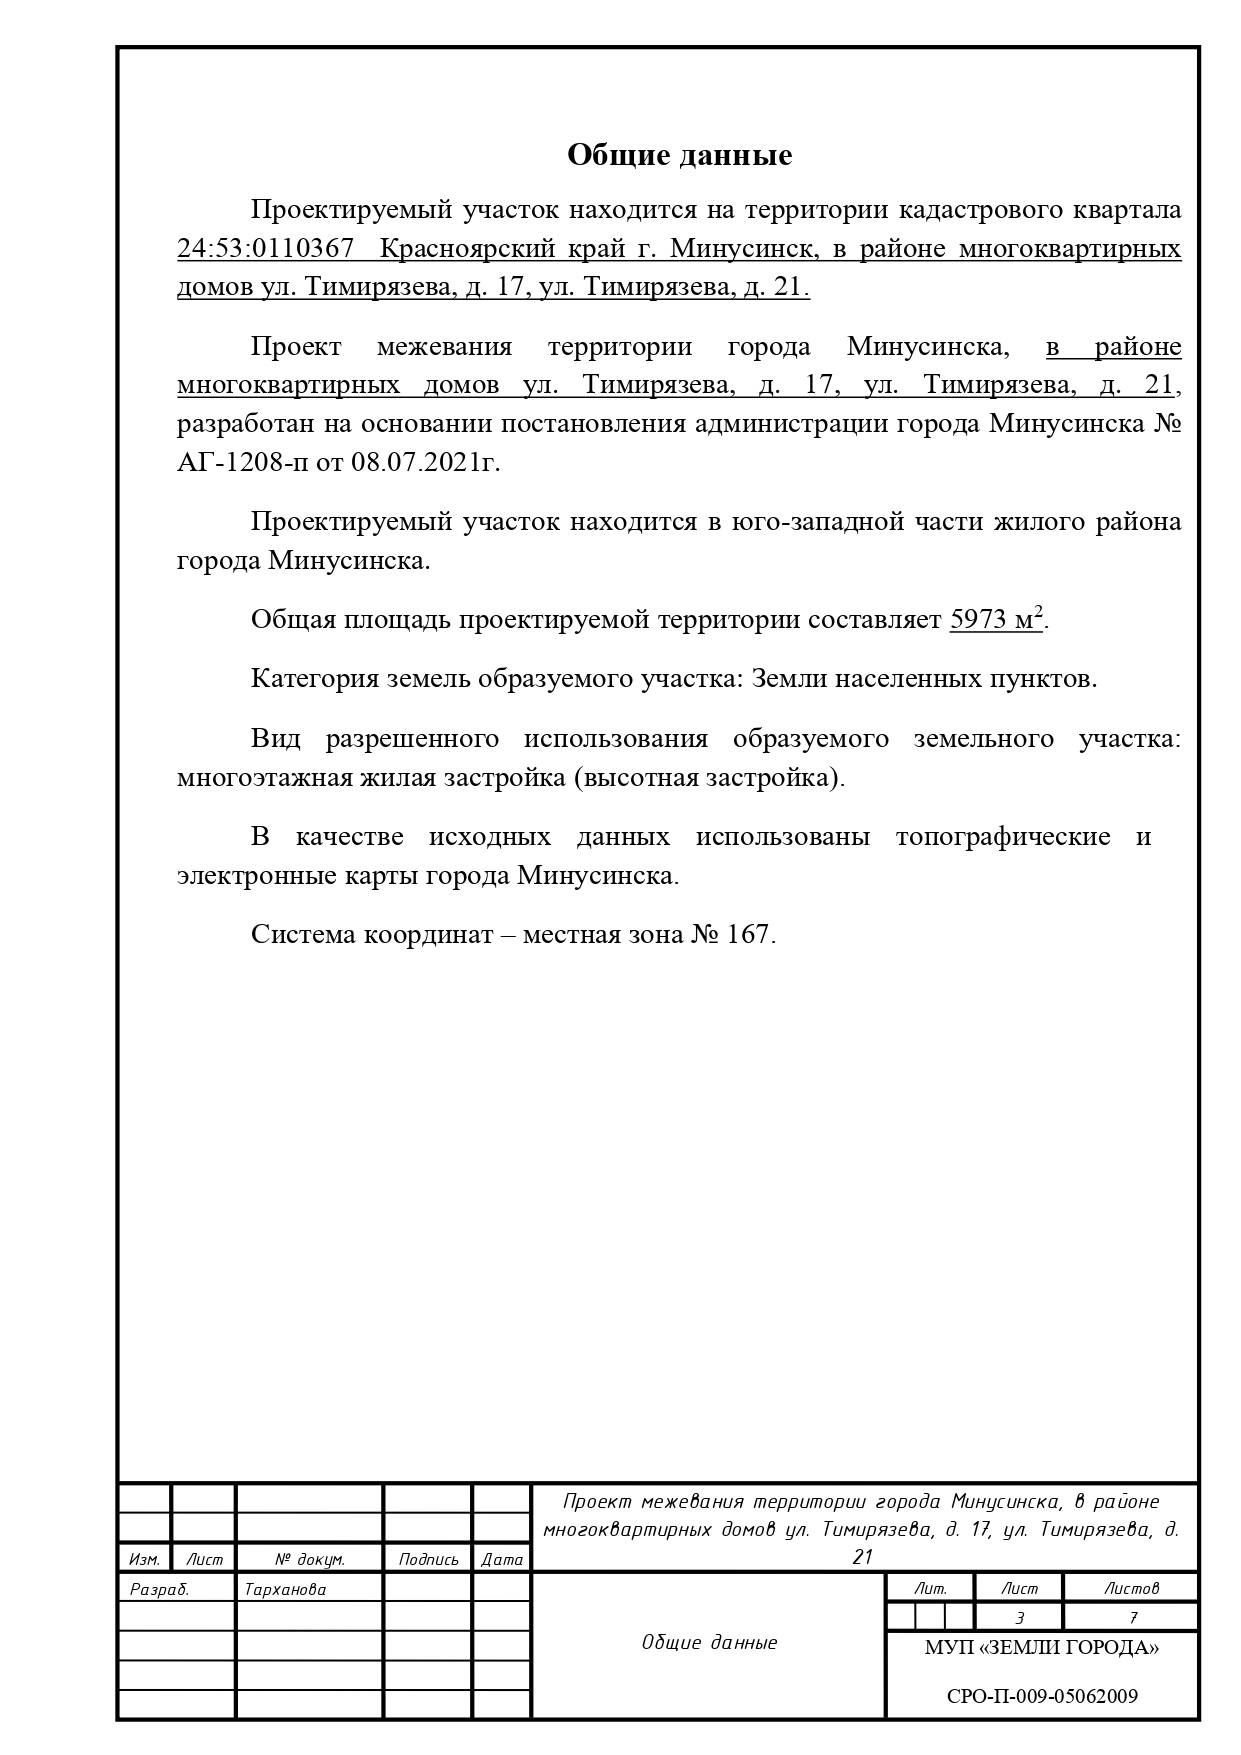 Общие данные
Проектируемый участок находится на территории кадастрового квартала
24:53:0110367 Красноярский край г. Минусинск, в районе многоквартирных
домов ул. Тимирязева, д. 17, ул. Тимирязева, д. 21.
Проект межевания территории города Минусинска, в районе
многоквартирных домов ул. Тимирязева, д. 17, ул. Тимирязева, д. 21,
разработан на основании постановления администрации города Минусинска №
АГ-1208-п от 08.07.2021г.
Проектируемый участок находится в юго-западной части жилого района
города Минусинска.
Общая площадь проектируемой территории составляет 5973 м².
Категория земель образуемого участка: Земли населенных пунктов.
Вид разрешенного использования образуемого земельного участка:
многоэтажная жилая застройка (высотная застройка).
В качестве исходных данных использованы топографические и
электронные карты города Минусинска.
Система координат – местная зона № 167.
Проект межевания территории города Минусинска, в районе
многоквартирных домов ул. Тимирязева, д. 17, ул. Тимирязева, д.
21
Изм. Лист № докум. Подпись Дата
Разраб. Тарханова
Общие данные
Лит. Лист Листов
3 7
МУП «ЗЕМЛИ ГОРОДА»
СРО-П-009-05062009